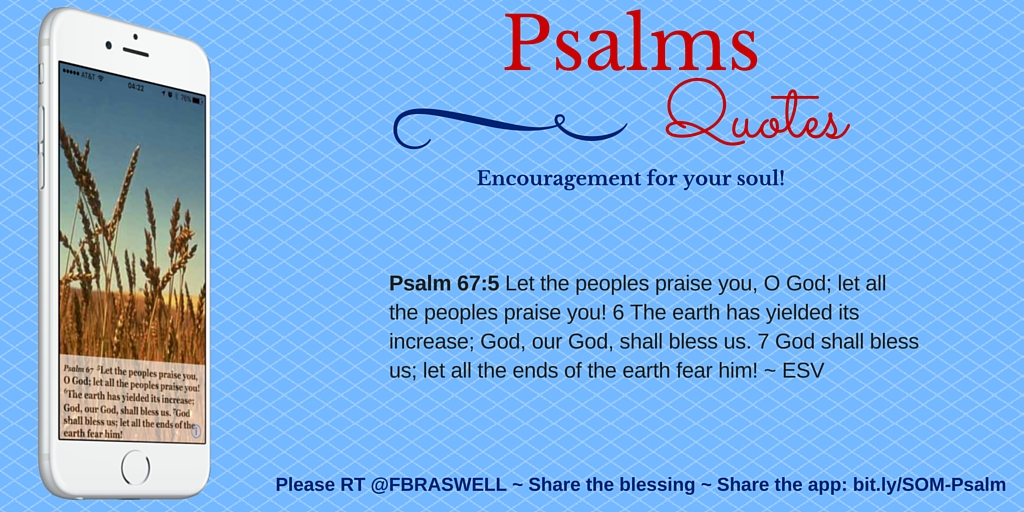 Psalms
Quotes
Encouragement for your soul!
AT&T
04:22
76%
Psalm 67 5Let the peoples praise you,
O God; let all the peoples praise you!
6The earth has yielded its increase;
God, our God, shall bless us. 7God
shall bless us; let all the ends of the
earth fear him!
Psalm 67:5 Let the peoples praise you, O God; let all
the peoples praise you! 6 The earth has yielded its
increase; God, our God, shall bless us. 7 God shall bless
us; let all the ends of the earth fear him! ~ ESV
Please RT @FBRASWELL ~ Share the blessing ~ Share the app: bit.ly/SOM-Psalm